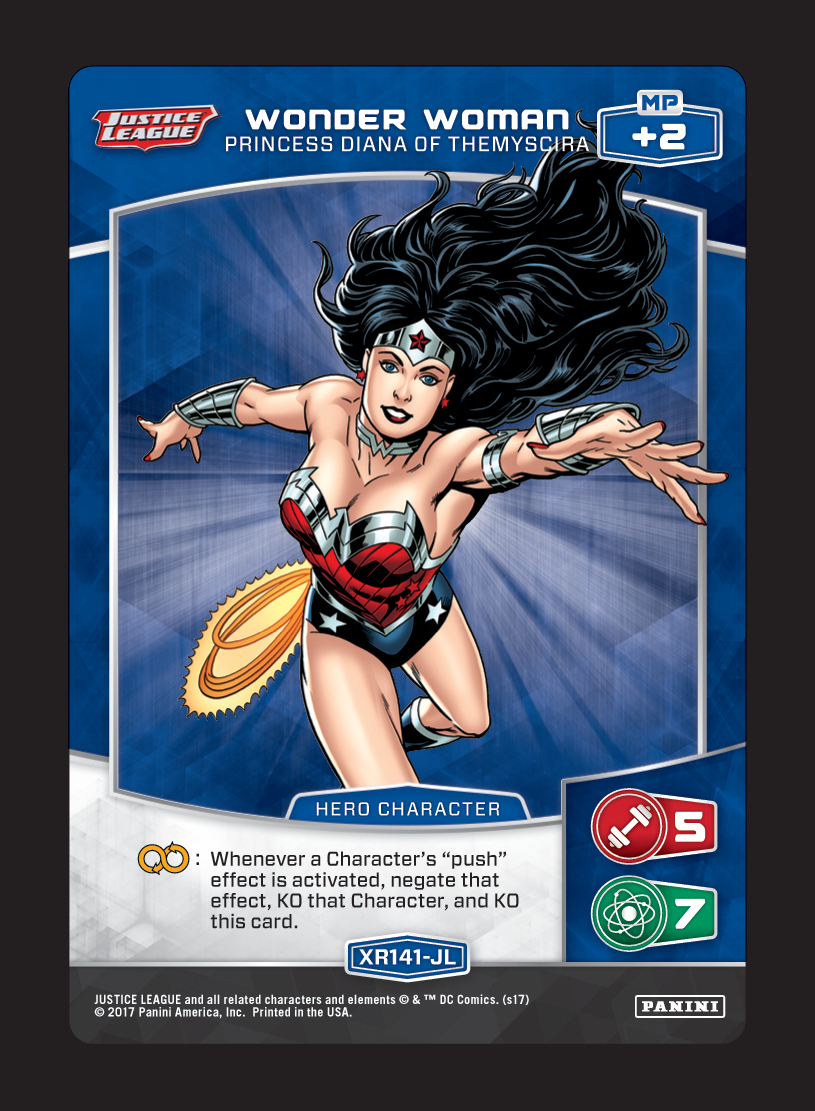 JUSTICE
LEAGUE
WONDER WOMAN
PRINCESS DIANA OF THEMYSCIRA
MP
+2
HERO CHARACTER
: Whenever a Character’s “push”
effect is activated, negate that
effect, KO that Character, and KO
this card.
5
7
XR141-JL
JUSTICE LEAGUE and all related characters and elements © & ™ DC Comics. (s17)
© 2017 Panini America, Inc. Printed in the USA.
PANINI